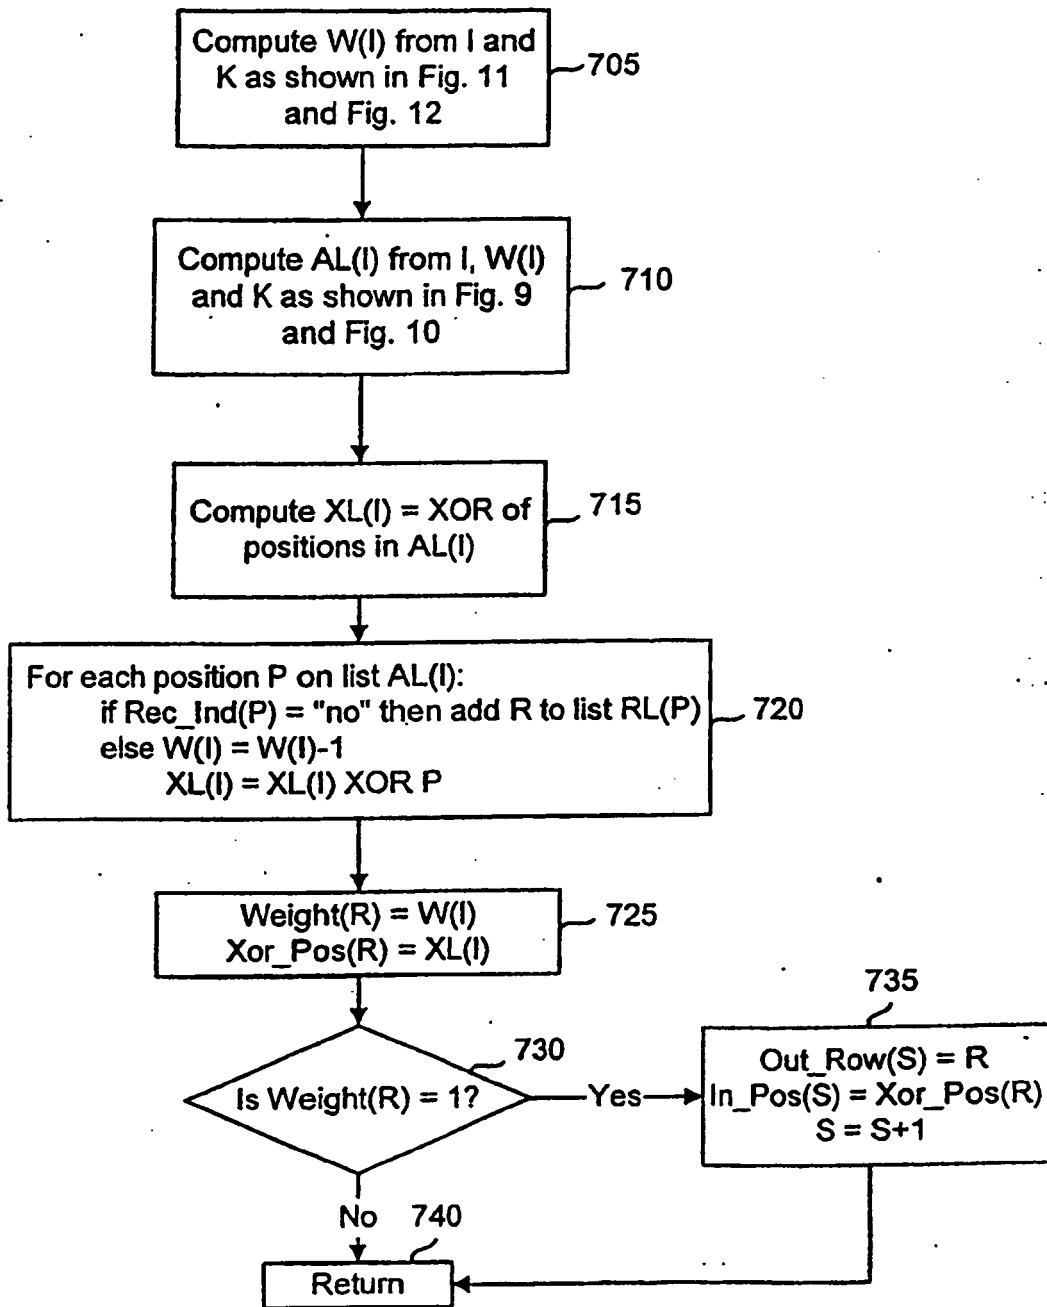 Compute W(I) from I and
K as shown in Fig. 11
and Fig. 12
705
Compute AL(I) from I, W(I)
and K as shown in Fig. 9
and Fig. 10
710
Compute XL(I) = XOR of
positions in AL(I)
715
For each position P on list AL(I):
if Rec_Ind(P) = "no" then add R to list RL(P)
else W(I) = W(I)-1
XL(I) = XL(I) XOR P
720
Weight(R) = W(I)
Xor_Pos(R) = XL(I)
725
Is Weight(R) = 1?
730
Yes
735
Out_Row(S) = R
In_Pos(S) = Xor_Pos(R)
S = S+1
No
740
Return